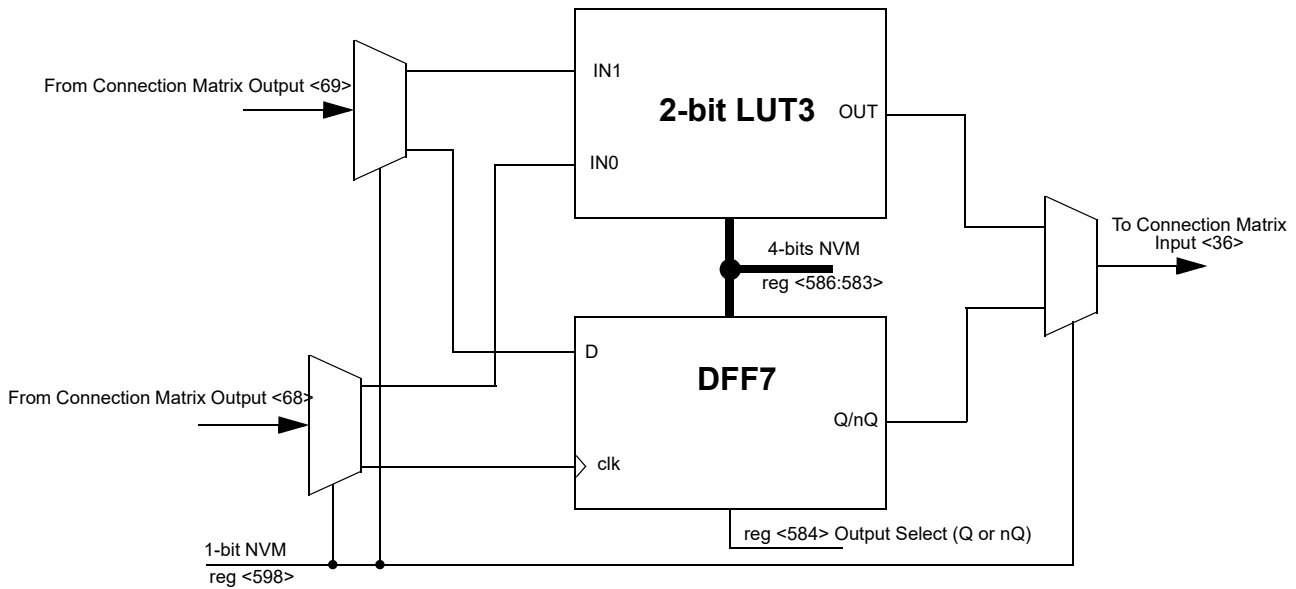 From Connection Matrix Output <69>
IN1
2-bit LUT3
OUT
IN0
To Connection Matrix
Input <36>
4-bits NVM
reg <586:583>
D
DFF7
From Connection Matrix Output <68>
Q/nQ
clk
reg <584> Output Select (Q or nQ)
1-bit NVM
reg <598>